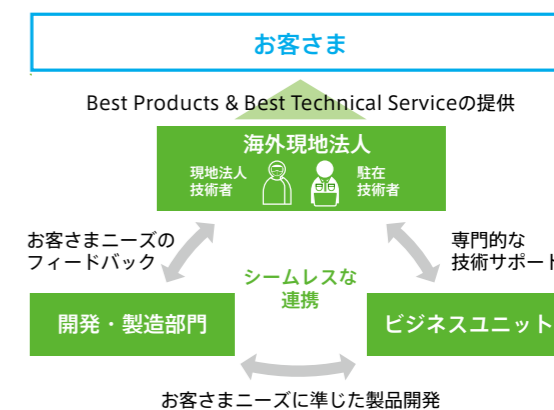 お客さま
Best Products & Best Technical Serviceの提供
海外現地法人
現地法人
技術者
駐在
技術者
お客さまニーズの
フィードバック
専門的な
技術サポート
シームレスな
連携
開発・製造部門
ビジネスユニット
お客さまニーズに準じた製品開発